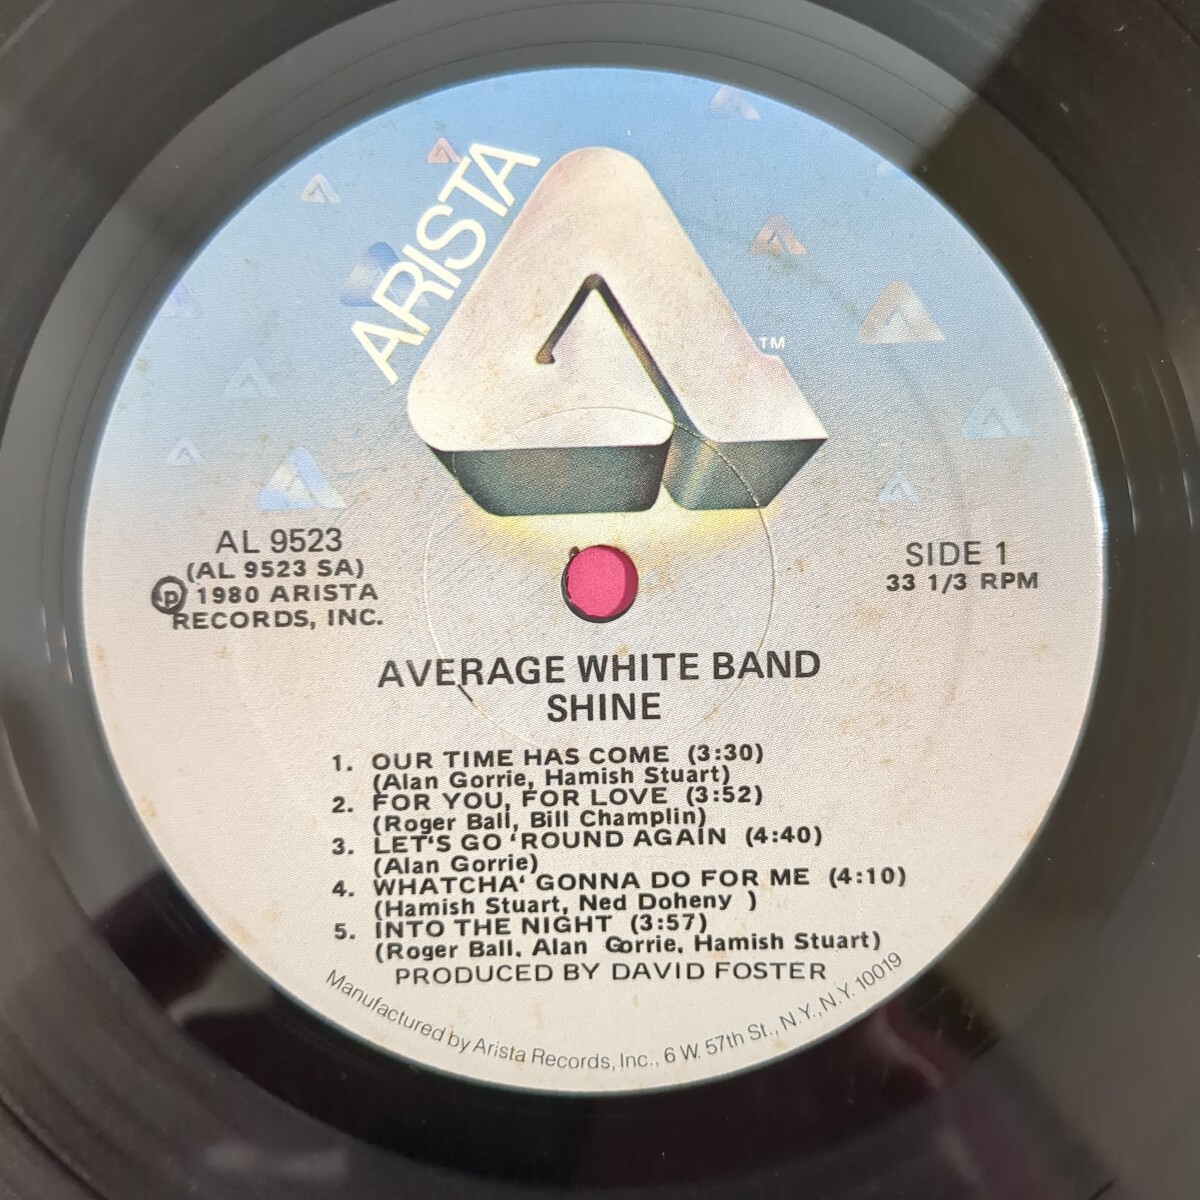 ARISTA
TM
AL 9523
(AL 9523 SA)
Ⓟ 1980 ARISTA
RECORDS, INC.
SIDE 1
33 1/3 RPM
AVERAGE WHITE BAND
SHINE
1. OUR TIME HAS COME (3:30)
(Alan Gorrie, Hamish Stuart)
2. FOR YOU, FOR LOVE (3:52)
(Roger Ball, Bill Champlin)
3. LET'S GO 'ROUND AGAIN (4:40)
(Alan Gorrie)
4. WHATCHA' GONNA DO FOR ME (4:10)
(Hamish Stuart, Ned Doheny )
5. INTO THE NIGHT (3:57)
(Roger Ball, Alan Gorrie, Hamish Stuart)
PRODUCED BY DAVID FOSTER
Manufactured by Arista Records, Inc., 6 W. 57th St., N.Y., N.Y. 10019